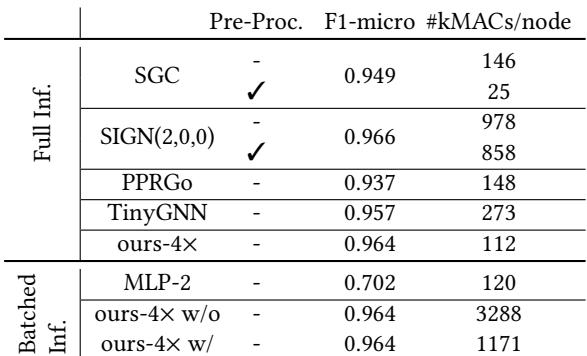 Pre-Proc. F1-micro #kMACs/node
Full Inf.
SGC - 0.949 146
✓ 25
SIGN(2,0,0) - 0.966 978
✓ 858
PPRGo - 0.937 148
TinyGNN - 0.957 273
ours-4× - 0.964 112
Batched
Inf.
MLP-2 - 0.702 120
ours-4× w/o - 0.964 3288
ours-4× w/ - 0.964 1171